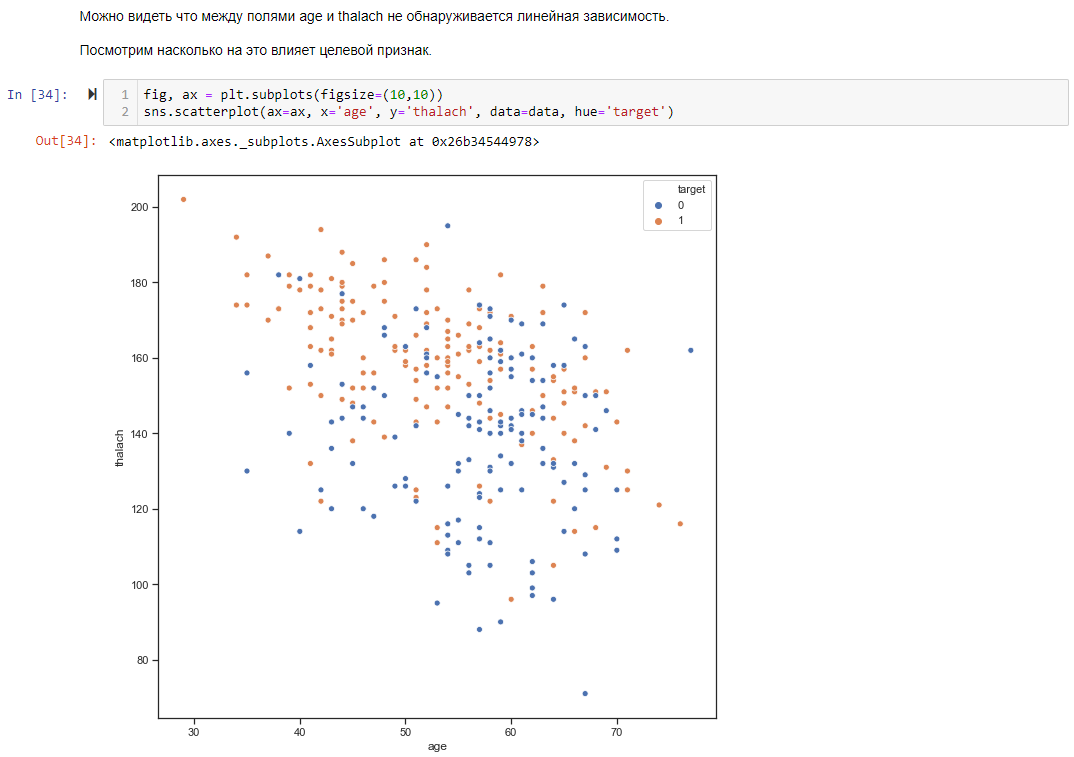 Можно видеть что между полями age и thalach не обнаруживается линейная зависимость.
Посмотрим насколько на это влияет целевой признак.
In [34]:
1 fig, ax = plt.subplots(figsize=(10,10))
2 sns.scatterplot(ax=ax, x='age', y='thalach', data=data, hue='target')
Out[34]: <matplotlib.axes._subplots.AxesSubplot at 0x26b34544978>
target
0
1
200
180
160
140
120
100
80
thalach
30 40 50 60 70
age